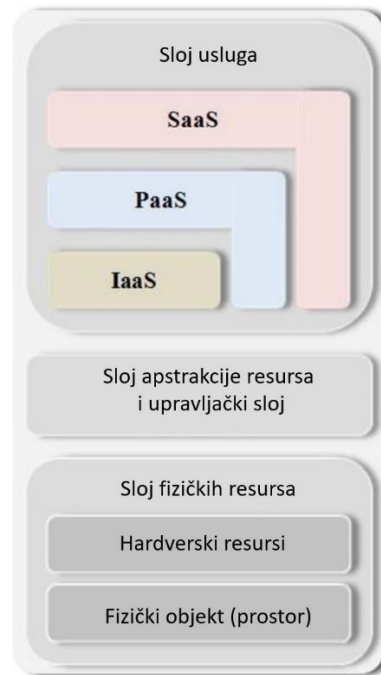 Sloj usluga
SaaS
PaaS
IaaS
Sloj apstrakcije resursa
i upravljački sloj
Sloj fizičkih resursa
Hardverski resursi
Fizički objekt (prostor)